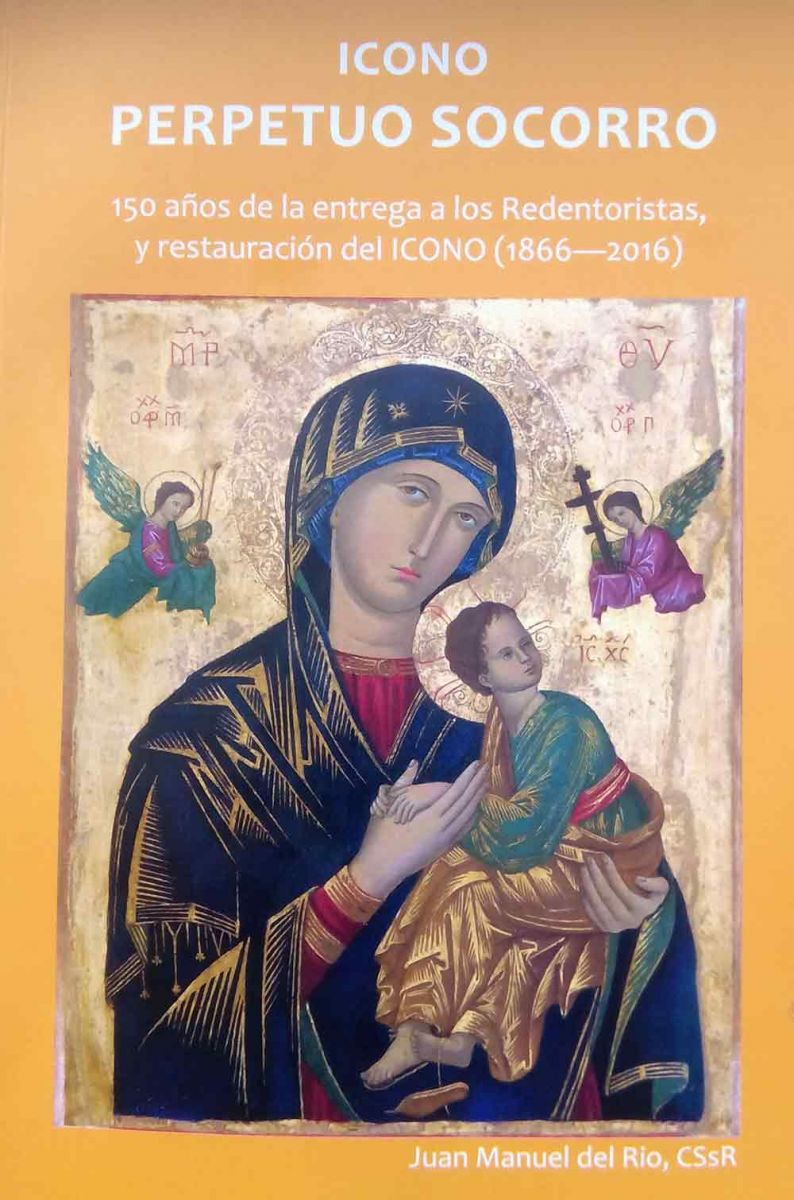 ICONO
PERPETUO SOCORRO
150 años de la entrega a los Redentoristas,
y restauración del ICONO (1866—2016)
ΜΡ ΘΥ
ΟΦΜ ΟΡΠ
ΙϹ ΧϹ
Juan Manuel del Rio, CSsR